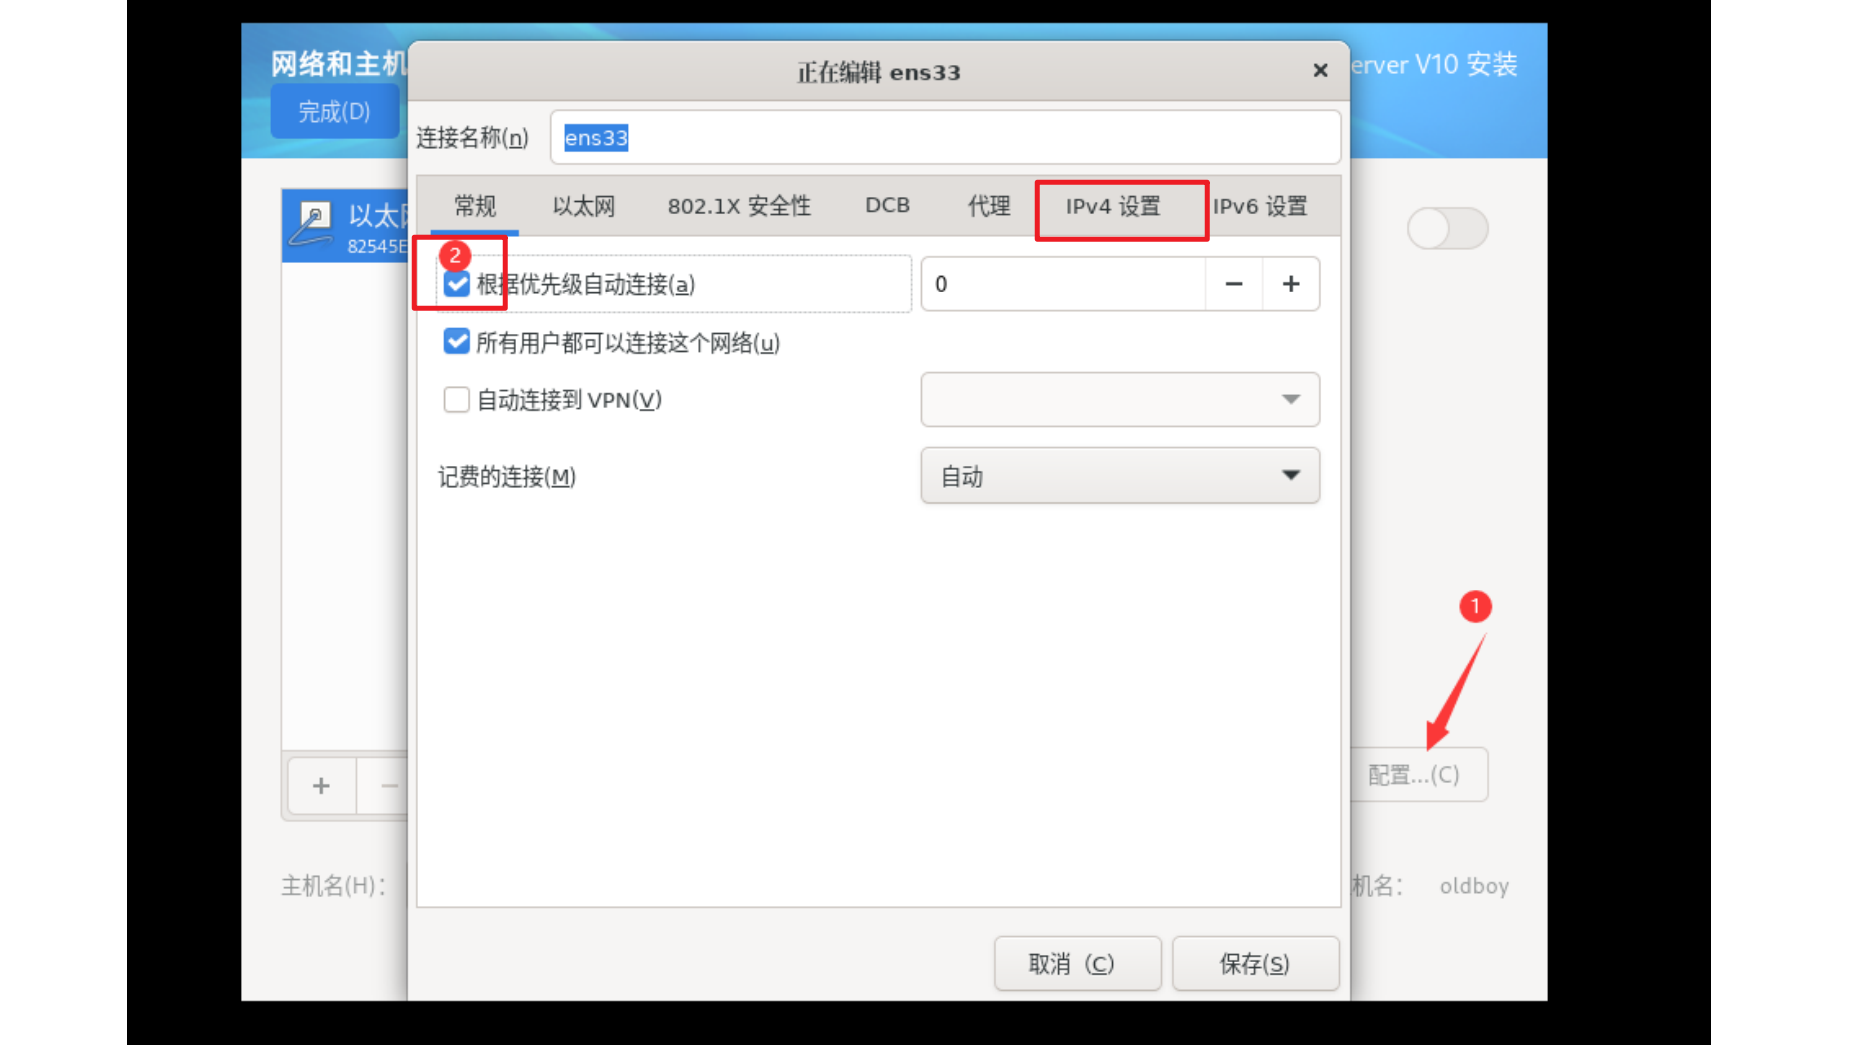 网络和主机
正在编辑 ens33
erver V10 安装
完成(D)
连接名称(n)
ens33
常规
以太网
802.1X 安全性
DCB
代理
IPv4 设置
IPv6 设置
以太
82545E
2
根据优先级自动连接(a)
0
所有用户都可以连接这个网络(u)
自动连接到 VPN(V)
记费的连接(M)
自动
1
配置...(C)
主机名(H)：
机名：
oldboy
取消 (C)
保存(S)